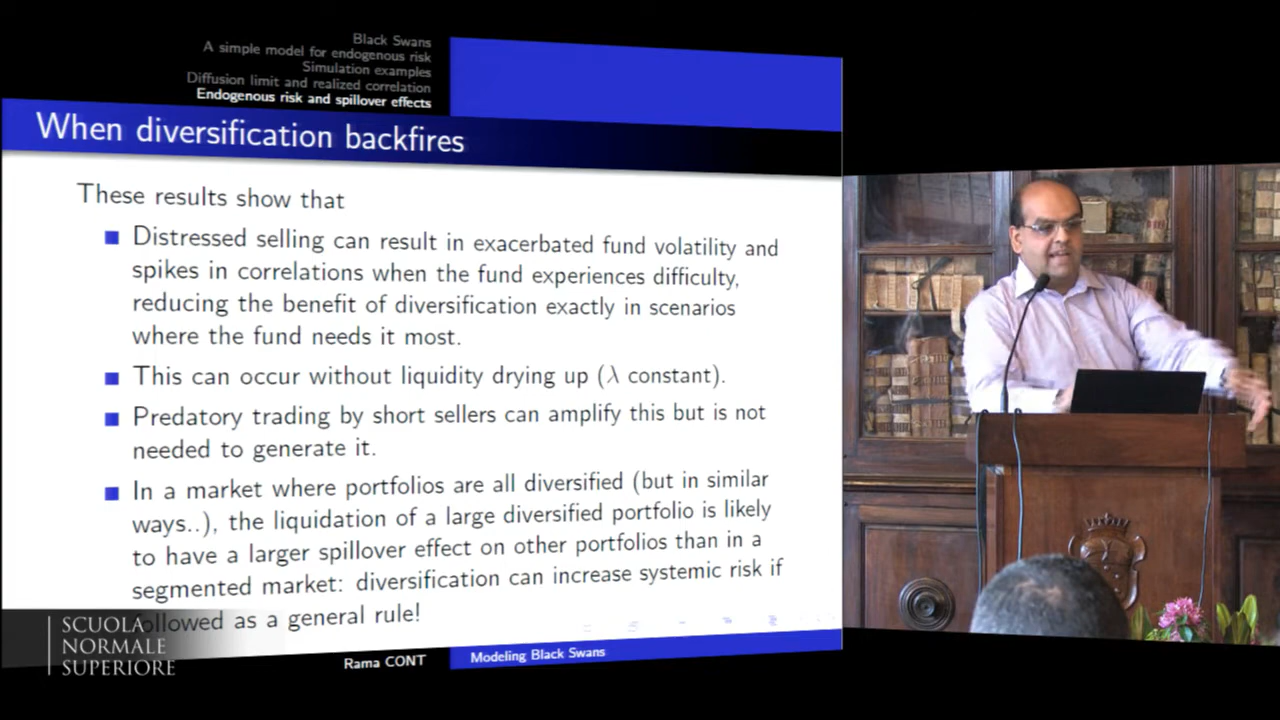 Black Swans
A simple model for endogenous risk
Simulation examples
Diffusion limit and realized correlation
Endogenous risk and spillover effects
When diversification backfires
These results show that
Distressed selling can result in exacerbated fund volatility and
spikes in correlations when the fund experiences difficulty,
reducing the benefit of diversification exactly in scenarios
where the fund needs it most.
This can occur without liquidity drying up (λ constant).
Predatory trading by short sellers can amplify this but is not
needed to generate it.
In a market where portfolios are all diversified (but in similar
ways..), the liquidation of a large diversified portfolio is likely
to have a larger spillover effect on other portfolios than in a
segmented market: diversification can increase systemic risk if
followed as a general rule!
SCUOLA
NORMALE
SUPERIORE
Rama CONT
Modeling Black Swans